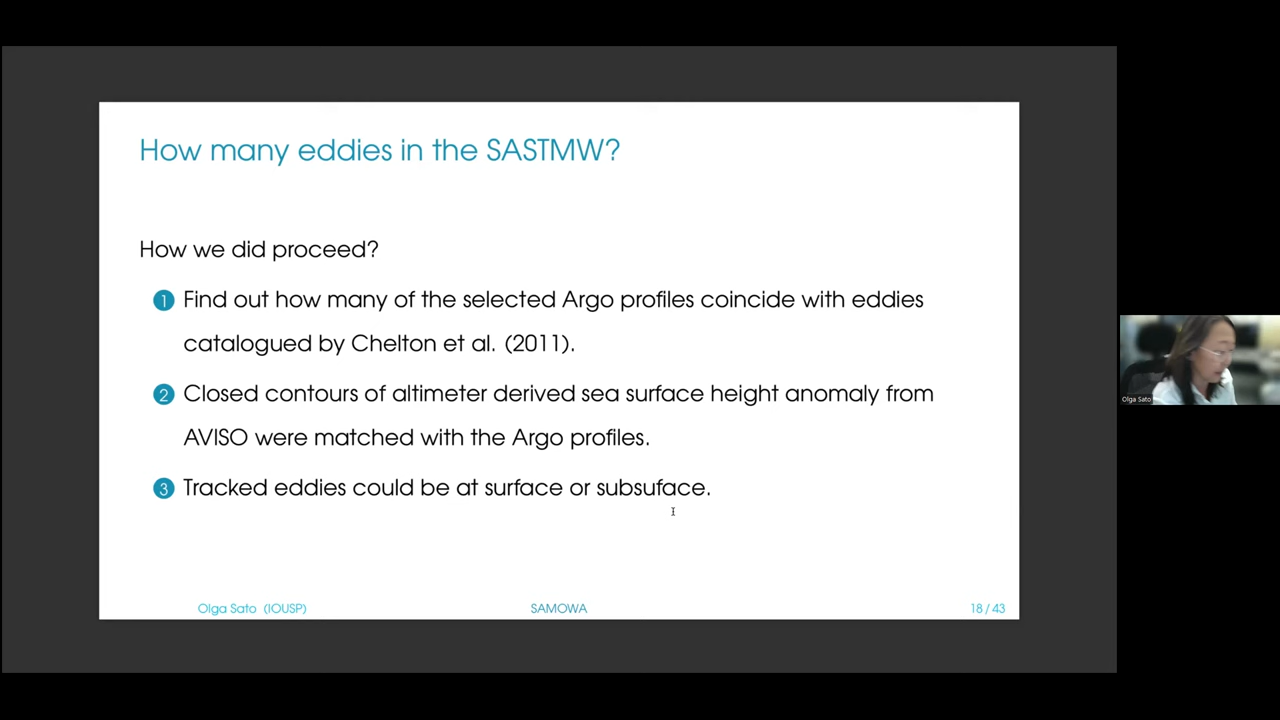 How many eddies in the SASTMW?
How we did proceed?
1 Find out how many of the selected Argo profiles coincide with eddies
catalogued by Chelton et al. (2011).
2 Closed contours of altimeter derived sea surface height anomaly from
AVISO were matched with the Argo profiles.
3 Tracked eddies could be at surface or subsuface.
Olga Sato (IOUSP)
SAMOWA
18 / 43
Olga Sato